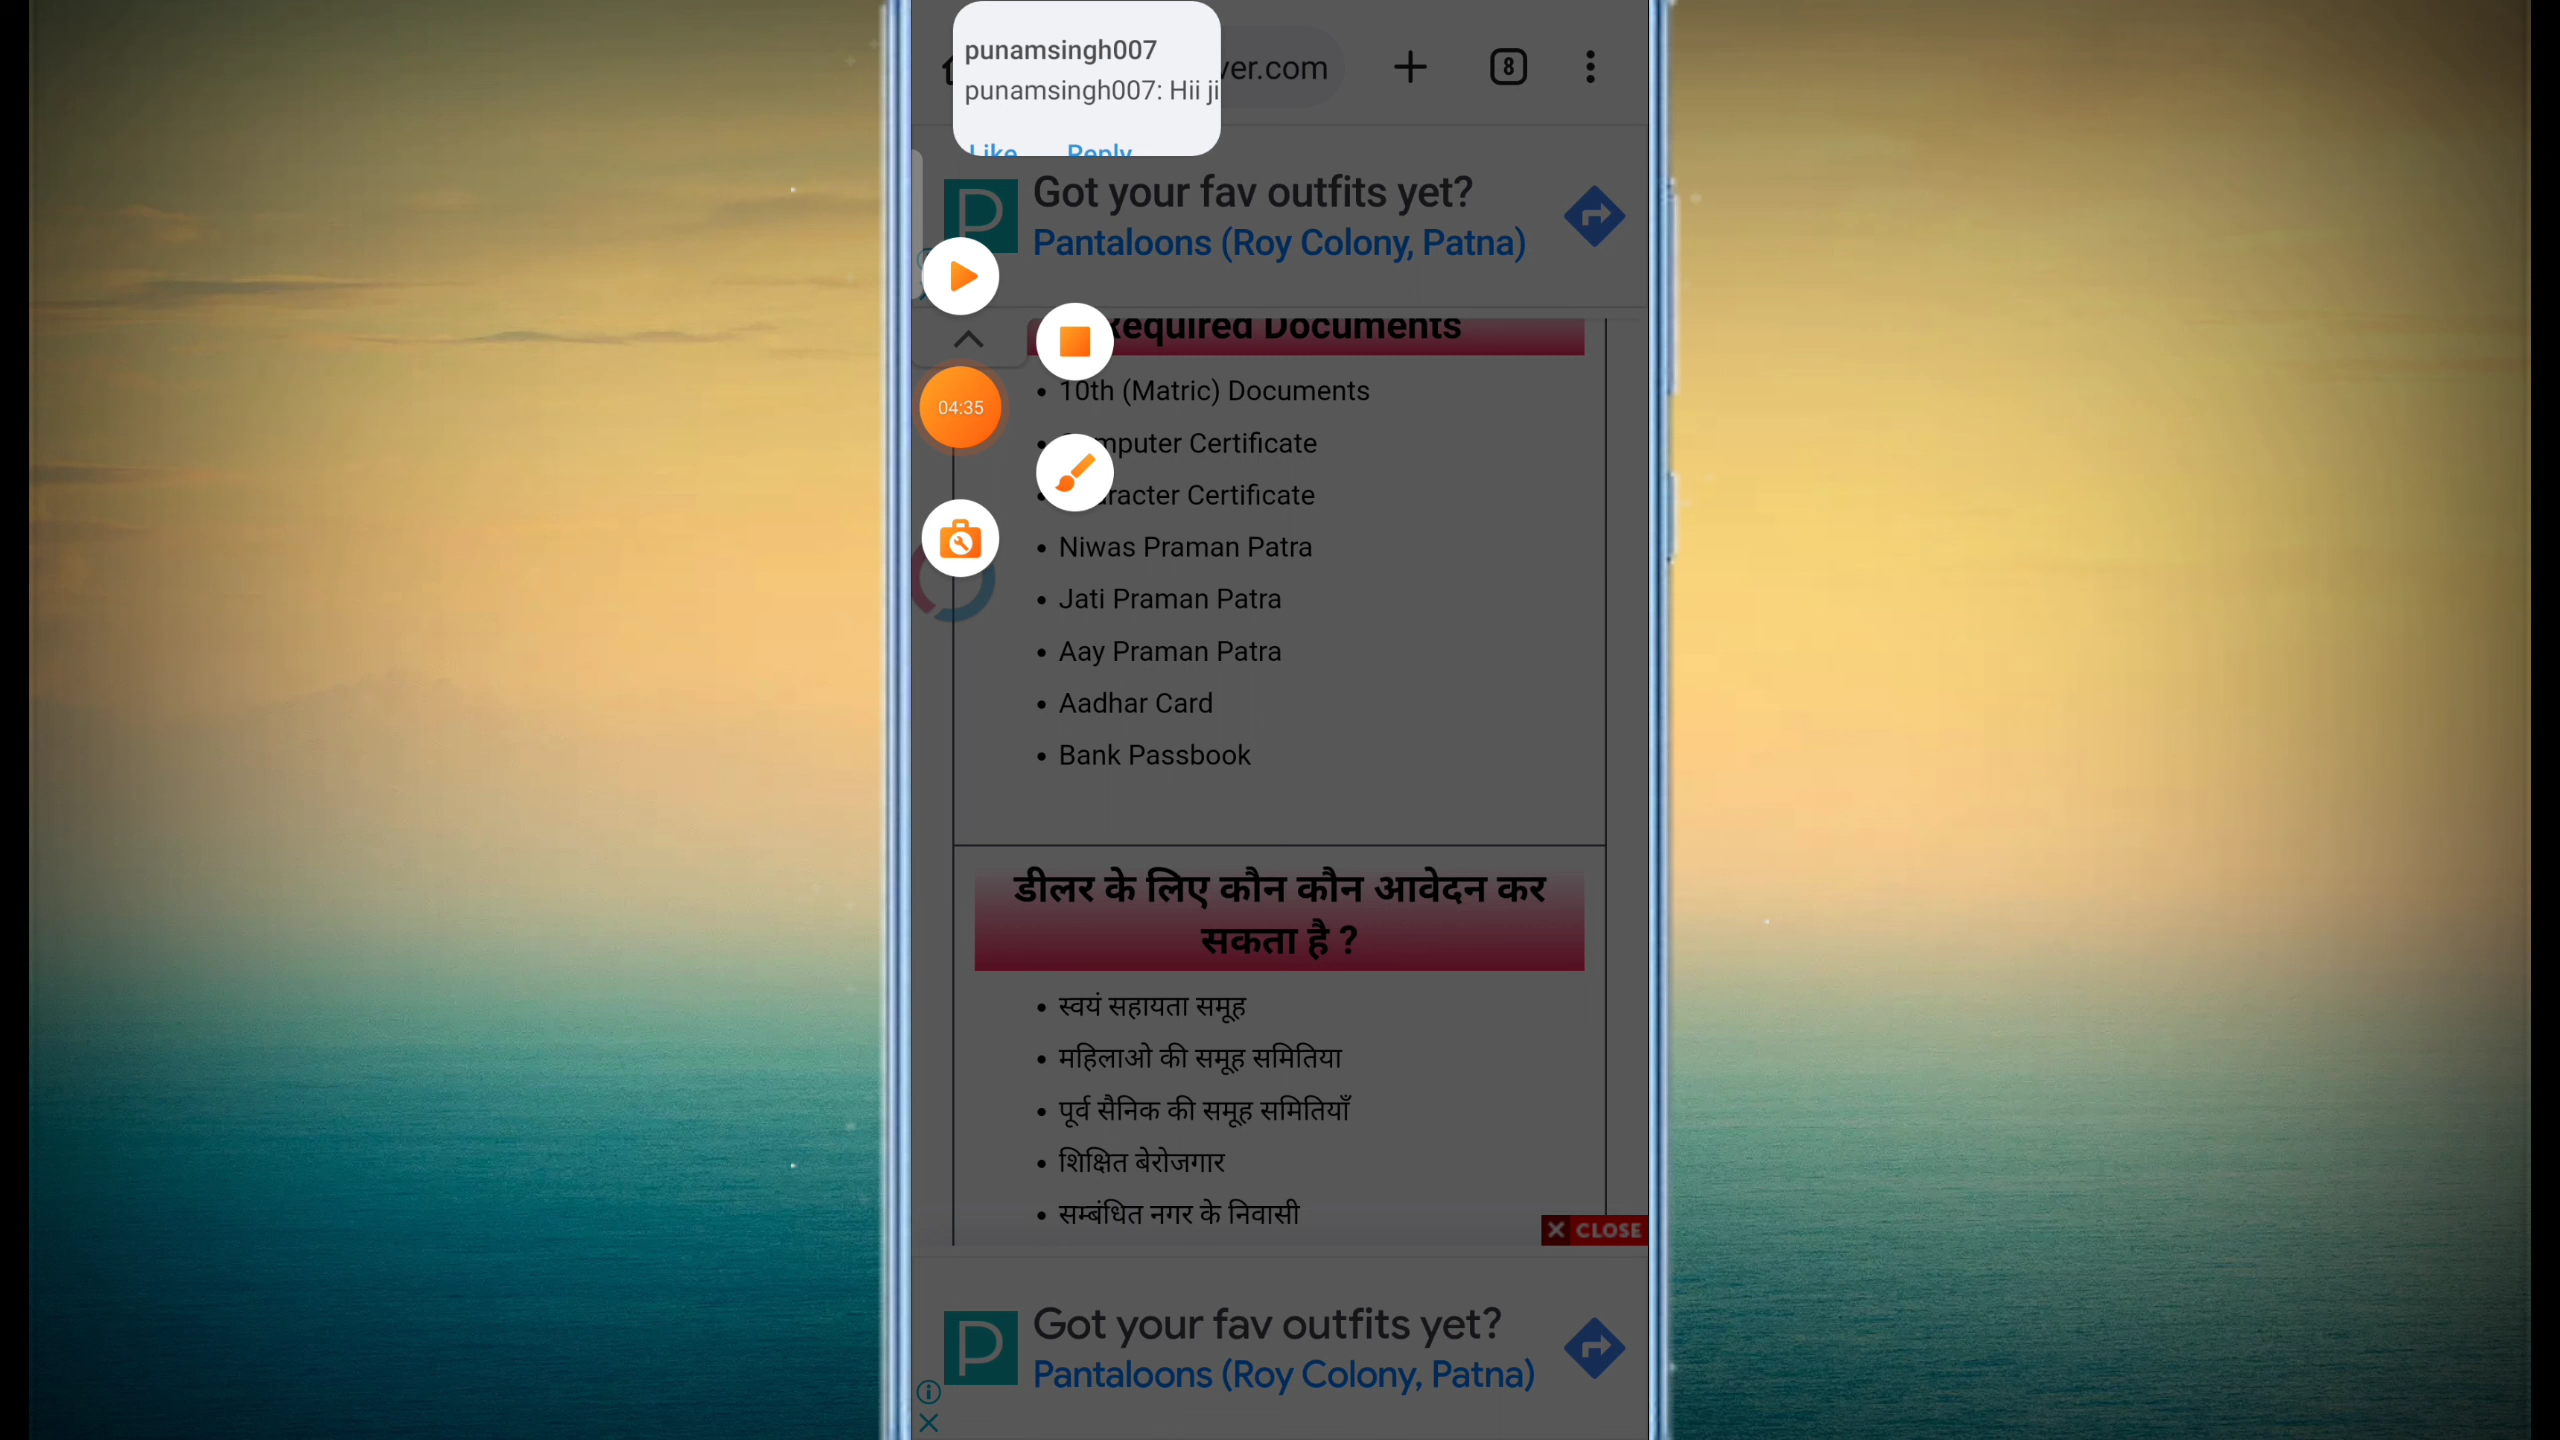 punamsingh007
punamsingh007: Hii ji
Like Reply
ver.com
8
P
Got your fav outfits yet?
Pantaloons (Roy Colony, Patna)
Required Documents
04:35
10th (Matric) Documents
mputer Certificate
racter Certificate
Niwas Praman Patra
Jati Praman Patra
Aay Praman Patra
Aadhar Card
Bank Passbook
डीलर के लिए कौन कौन आवेदन कर
सकता है ?
स्वयं सहायता समूह
महिलाओ की समूह समितिया
पूर्व सैनिक की समूह समितियाँ
शिक्षित बेरोजगार
सम्बंधित नगर के निवासी
CLOSE
P
Got your fav outfits yet?
Pantaloons (Roy Colony, Patna)